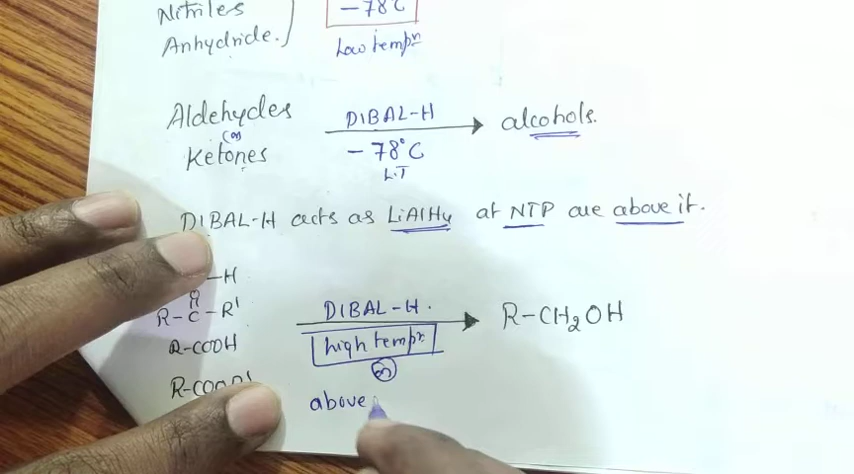 Nitriles
Anhydride.
-78°C
Low tempr
Aldehydes
(or)
Ketones
DIBAL-H
-78°C
L.T
alcohols.
DIBAL-H acts as LiAlH4 at NTP are above it.
-H
O
R-C-R'
R-COOH
R-COOR'
DIBAL-H.
high tempr
(or)
above
R-CH2OH